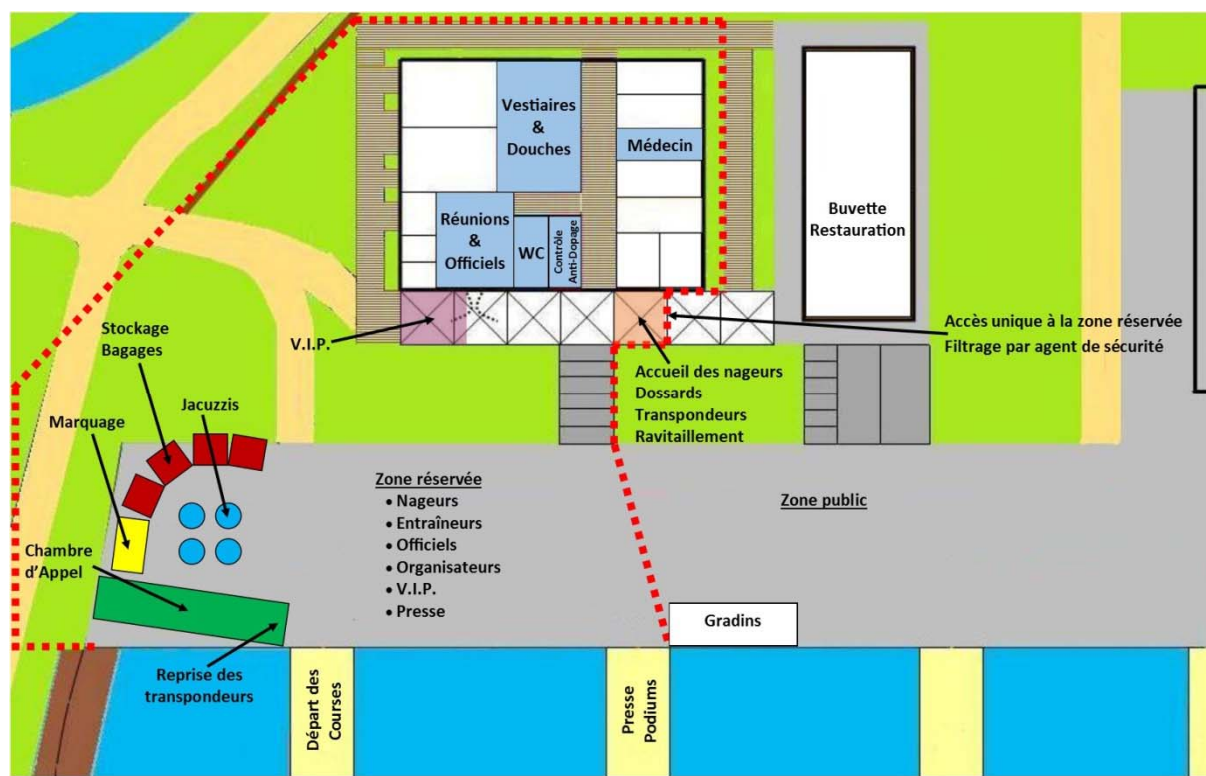 Vestiaires
&
Douches
Médecin
Réunions
&
Officiels
WC
Contrôle
Anti-Dopage
Buvette
Restauration
V.I.P.
Accès unique à la zone réservée
Filtrage par agent de sécurité
Accueil des nageurs
Dossards
Transpondeurs
Ravitaillement
Stockage
Bagages
Jacuzzis
Marquage
Chambre
d’Appel
Zone réservée
• Nageurs
• Entraîneurs
• Officiels
• Organisateurs
• V.I.P.
• Presse
Zone public
Gradins
Reprise des
transpondeurs
Départ des
Courses
Presse
Podiums